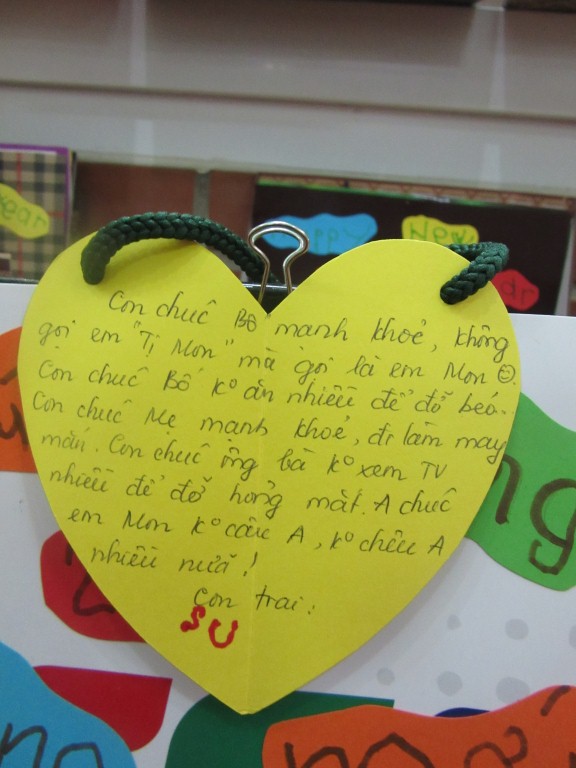 year
ppy
New
ar
Con chúc Bố mạnh khoẻ, không
gọi em "Tị Mon" mà gọi là em Mon ☺.
Con chúc Bố k° ăn nhiều để đỡ béo.
Con chúc Mẹ mạnh khoẻ, đi làm may
mắn. Con chúc ông bà k° xem TV
nhiều để đỡ hỏng mắt. A chúc
em Mon k° cấu A, k° chêu A
nhiều nữa!
Con trai:
SU
ng